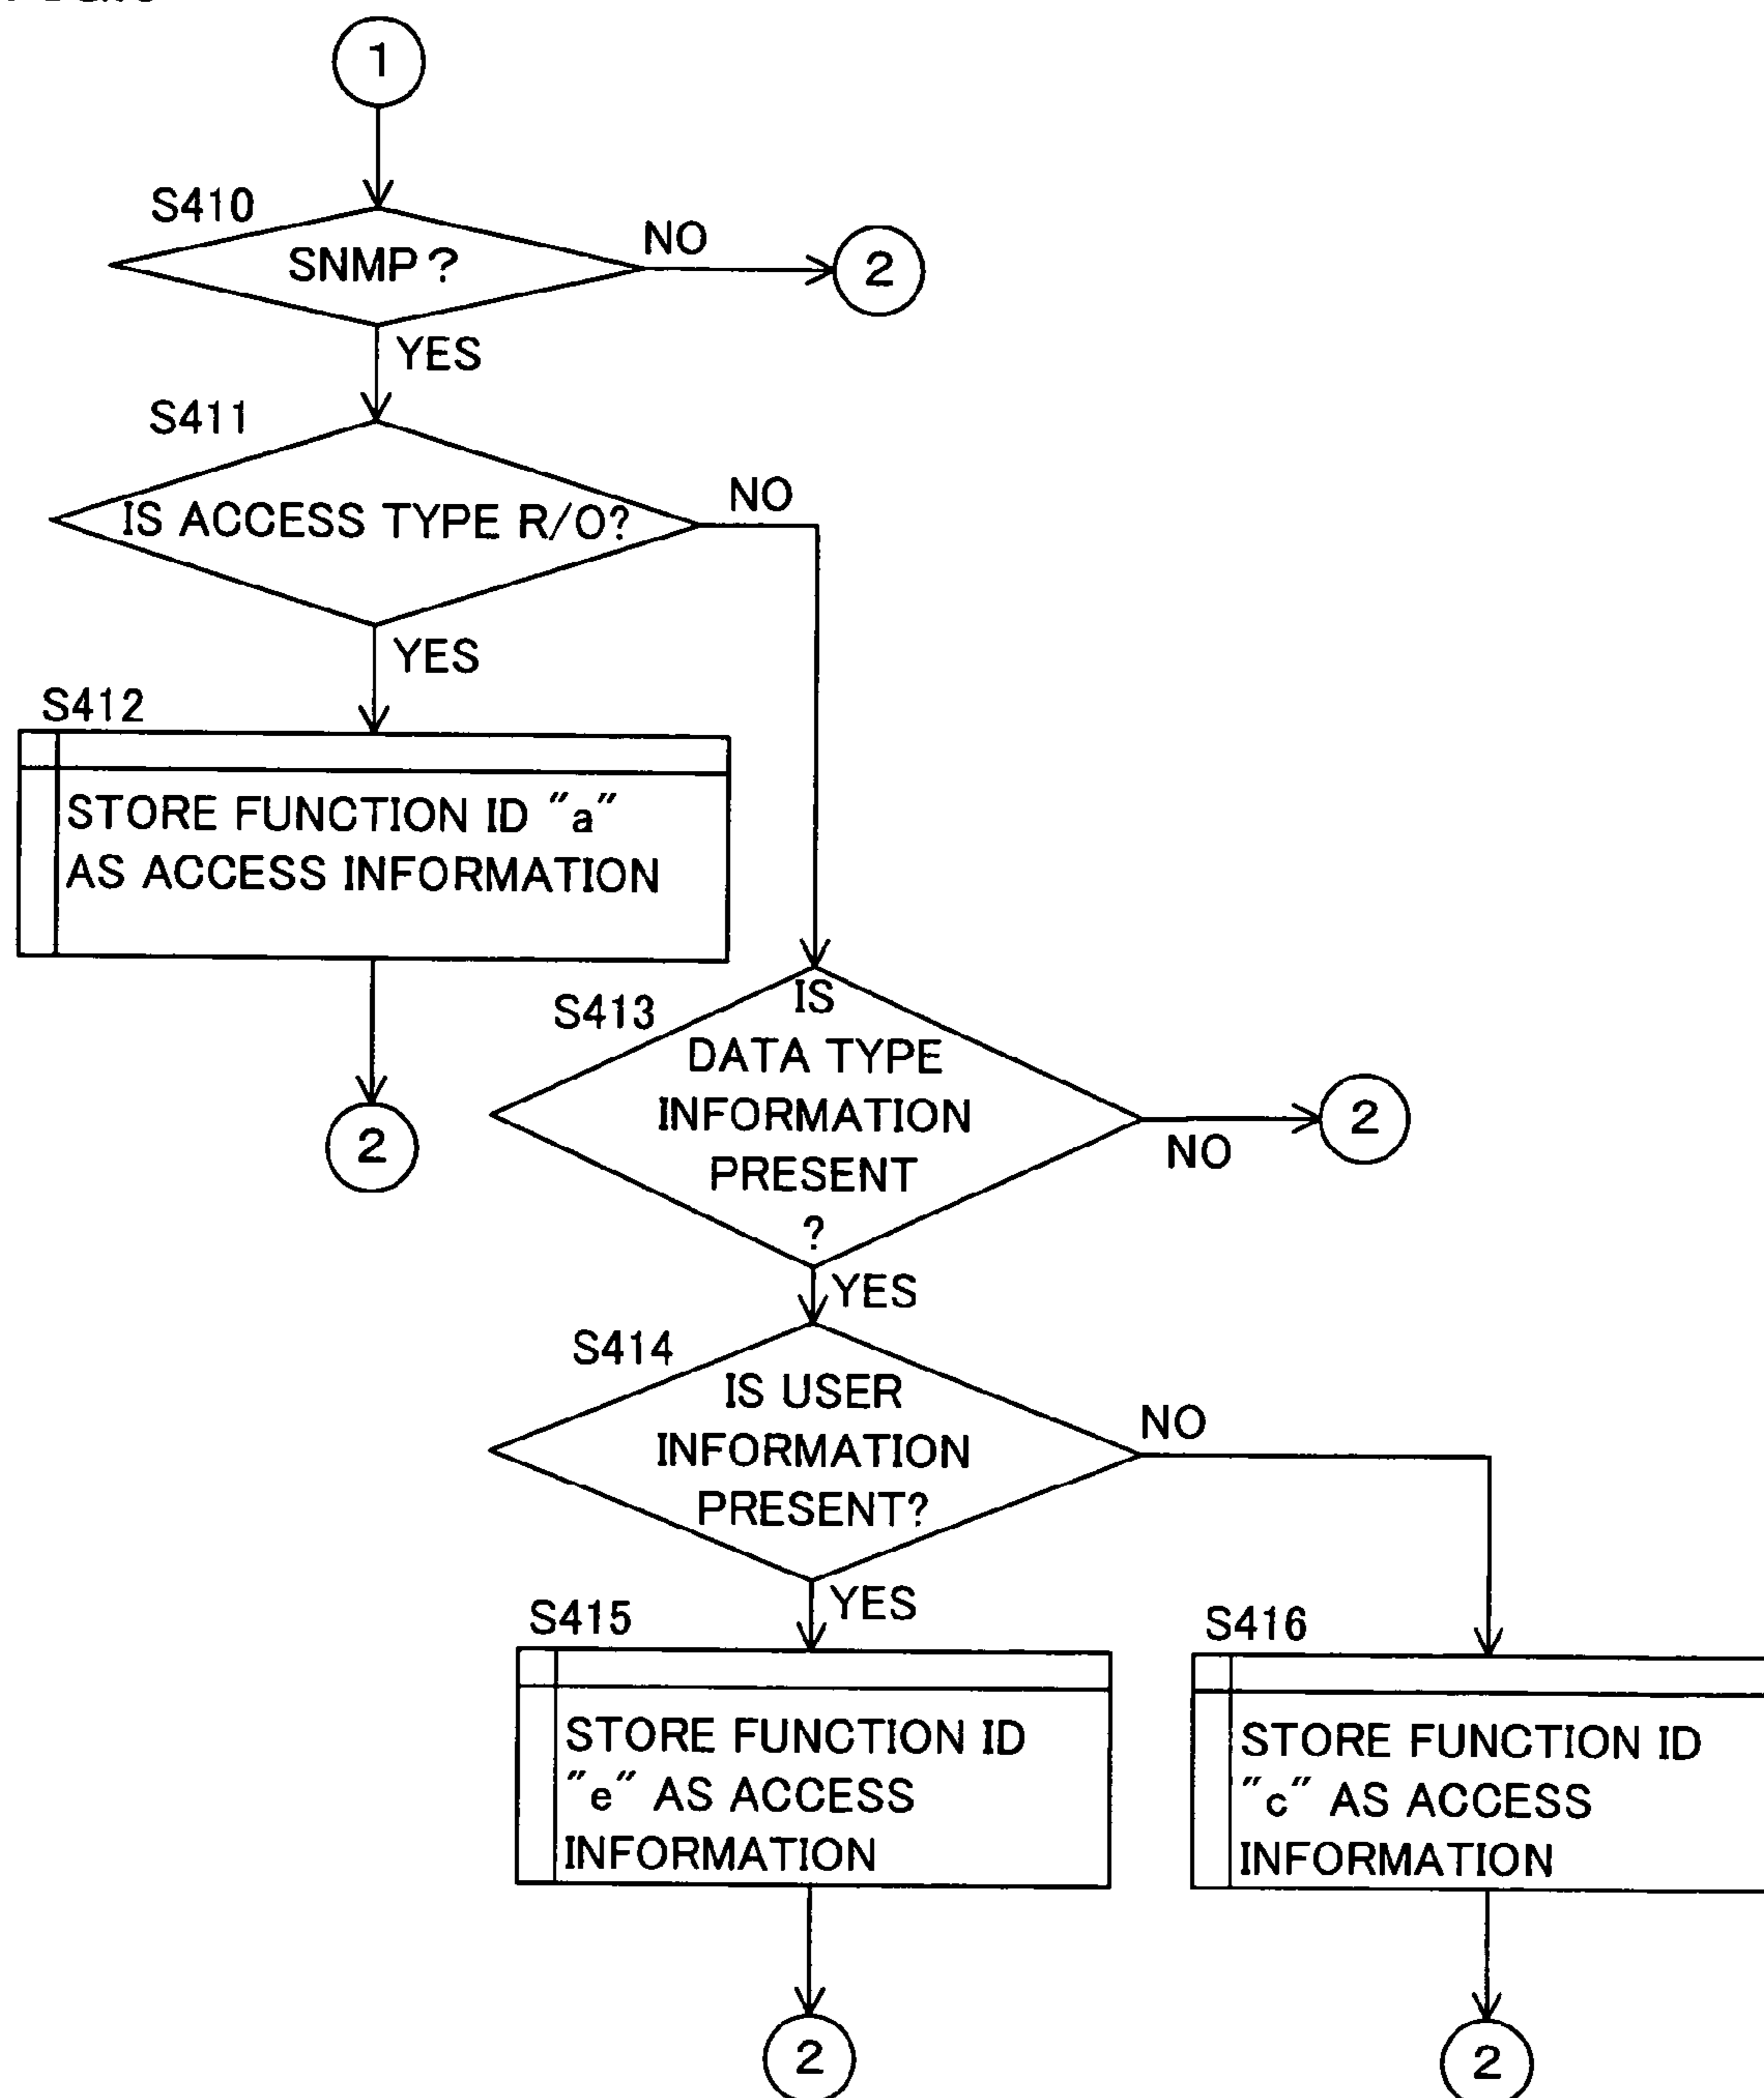 1
S410
SNMP?
NO
2
YES
S411
IS ACCESS TYPE R/O?
NO
YES
S412
STORE FUNCTION ID "a"
AS ACCESS INFORMATION
2
S413
IS
DATA TYPE
INFORMATION
PRESENT
?
NO
2
YES
S414
IS USER
INFORMATION
PRESENT?
NO
YES
S415
STORE FUNCTION ID
"e" AS ACCESS
INFORMATION
2
S416
STORE FUNCTION ID
"c" AS ACCESS
INFORMATION
2